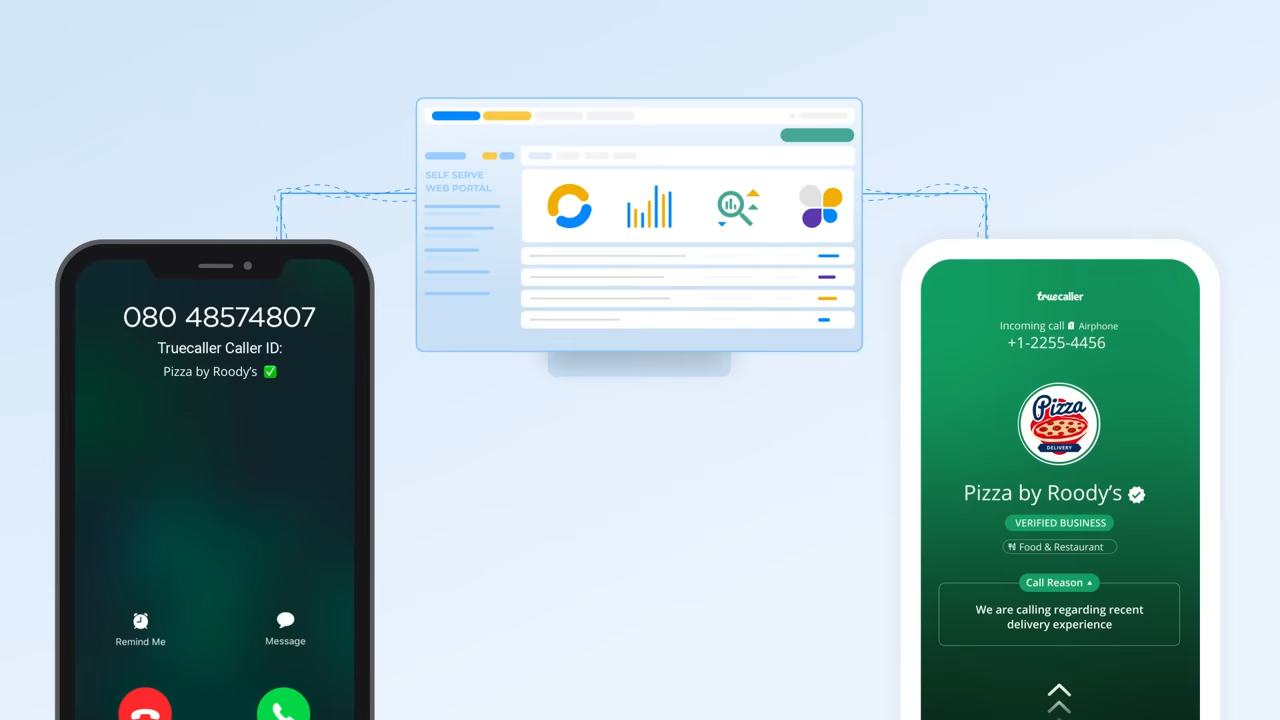 SELF SERVE
WEB PORTAL
080 48574807
Truecaller Caller ID:
Pizza by Roody’s ✅
Remind Me
Message
truecaller
Incoming call Airphone
+1-2255-4456
Pizza
DELIVERY
Pizza by Roody’s
VERIFIED BUSINESS
Food & Restaurant
Call Reason
We are calling regarding recent
delivery experience